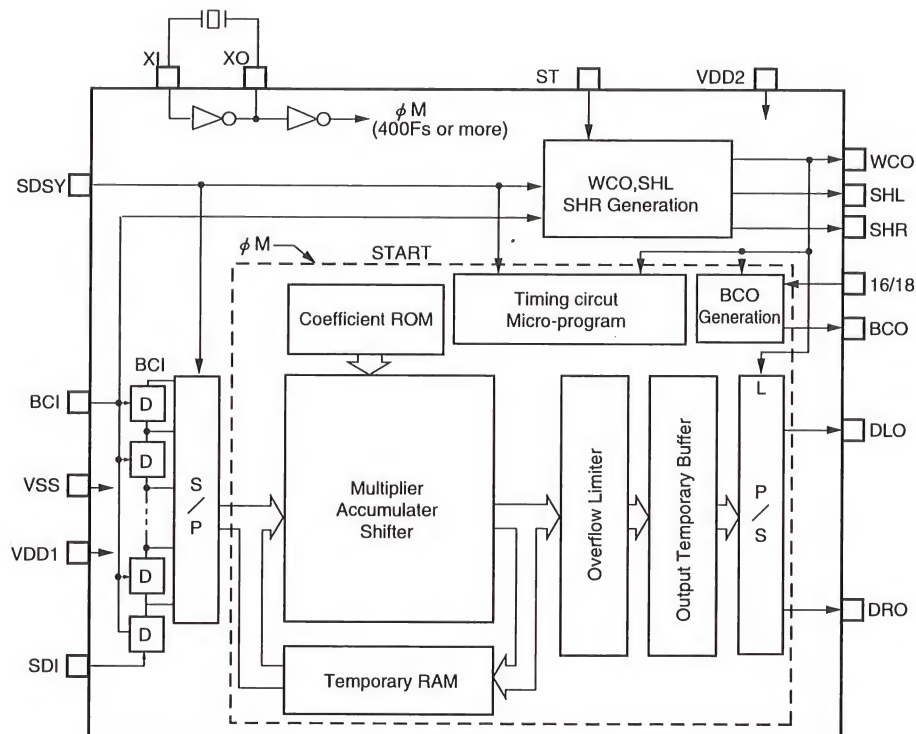 XI
XO
ST
VDD2
φM
(400Fs or more)
WCO
SDSY
WCO,SHL
SHR Generation
SHL
SHR
φM
START
16/18
Coefficient ROM
Timing circut
Micro-program
BCO
Generation
BCO
BCI
BCI
D
D
D
D
S/P
VSS
VDD1
SDI
Multiplier
Accumulater
Shifter
Overflow Limiter
Output Temporary Buffer
L
P/S
DLO
DRO
Temporary RAM